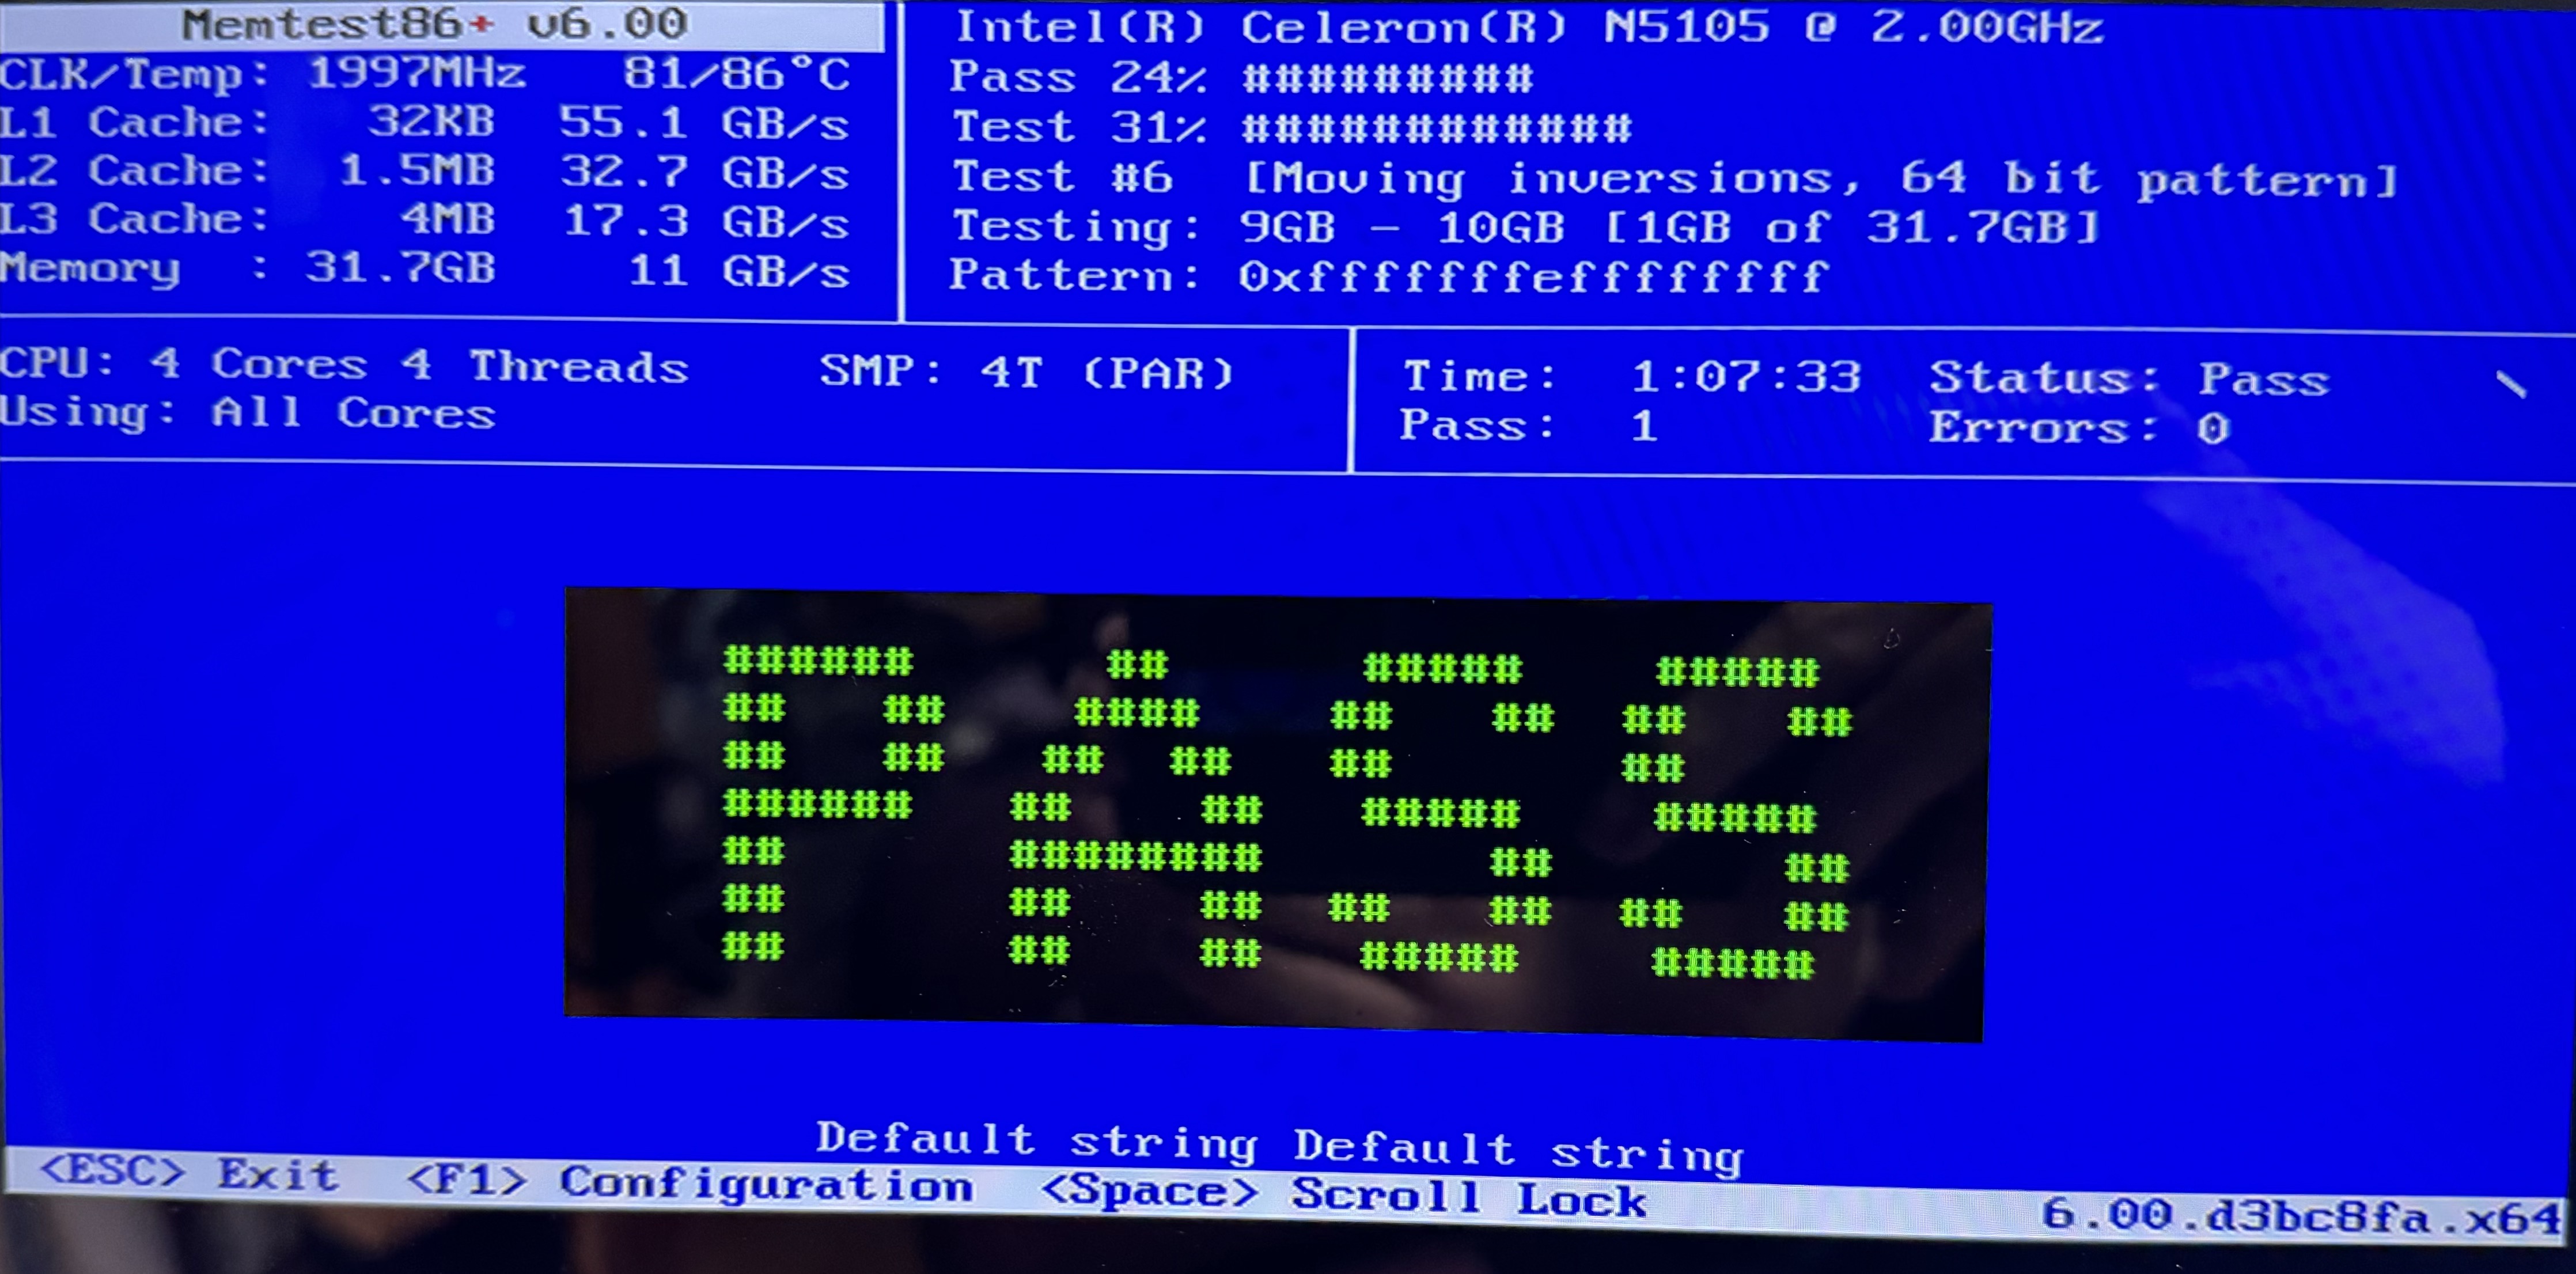 Memtest86+ v6.00
CLK/Temp: 1997MHz 81/86°C
L1 Cache: 32KB 55.1 GB/s
L2 Cache: 1.5MB 32.7 GB/s
L3 Cache: 4MB 17.3 GB/s
Memory : 31.7GB 11 GB/s
Intel(R) Celeron(R) N5105 @ 2.00GHz
Pass 24% #########
Test 31% ############
Test #6 [Moving inversions, 64 bit pattern]
Testing: 9GB - 10GB [1GB of 31.7GB]
Pattern: 0xfffffffeffffffff
CPU: 4 Cores 4 Threads SMP: 4T (PAR)
Using: All Cores
Time: 1:07:33 Status: Pass \
Pass: 1 Errors: 0
PASS
Default string Default string
<ESC> Exit <F1> Configuration <Space> Scroll Lock 6.00.d3bc8fa.x64